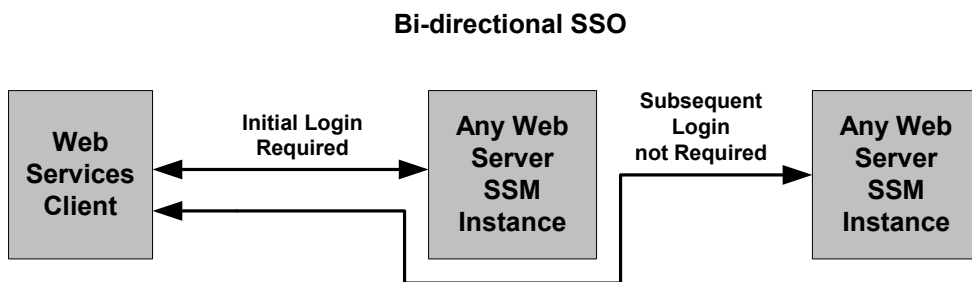 Bi-directional SSO
Web
Services
Client
Initial Login
Required
Any Web
Server
SSM
Instance
Subsequent
Login
not Required
Any Web
Server
SSM
Instance